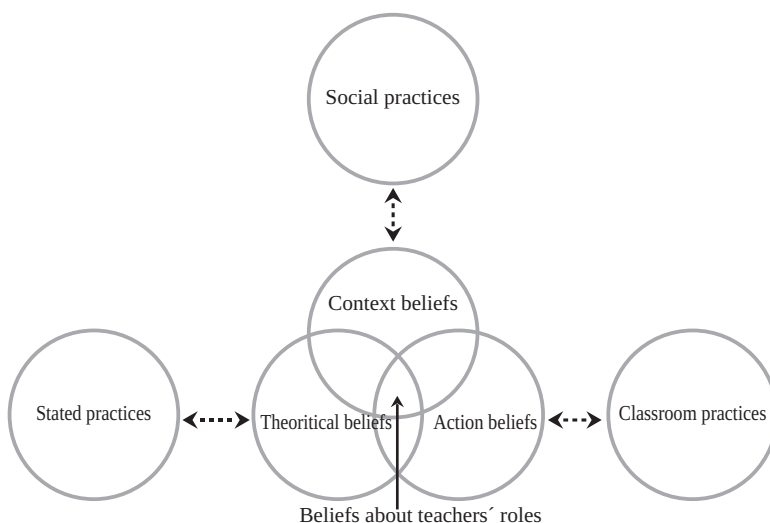 Social practices
Context beliefs
Stated practices
Theoritical beliefs
Action beliefs
Classroom practices
Beliefs about teachers´ roles